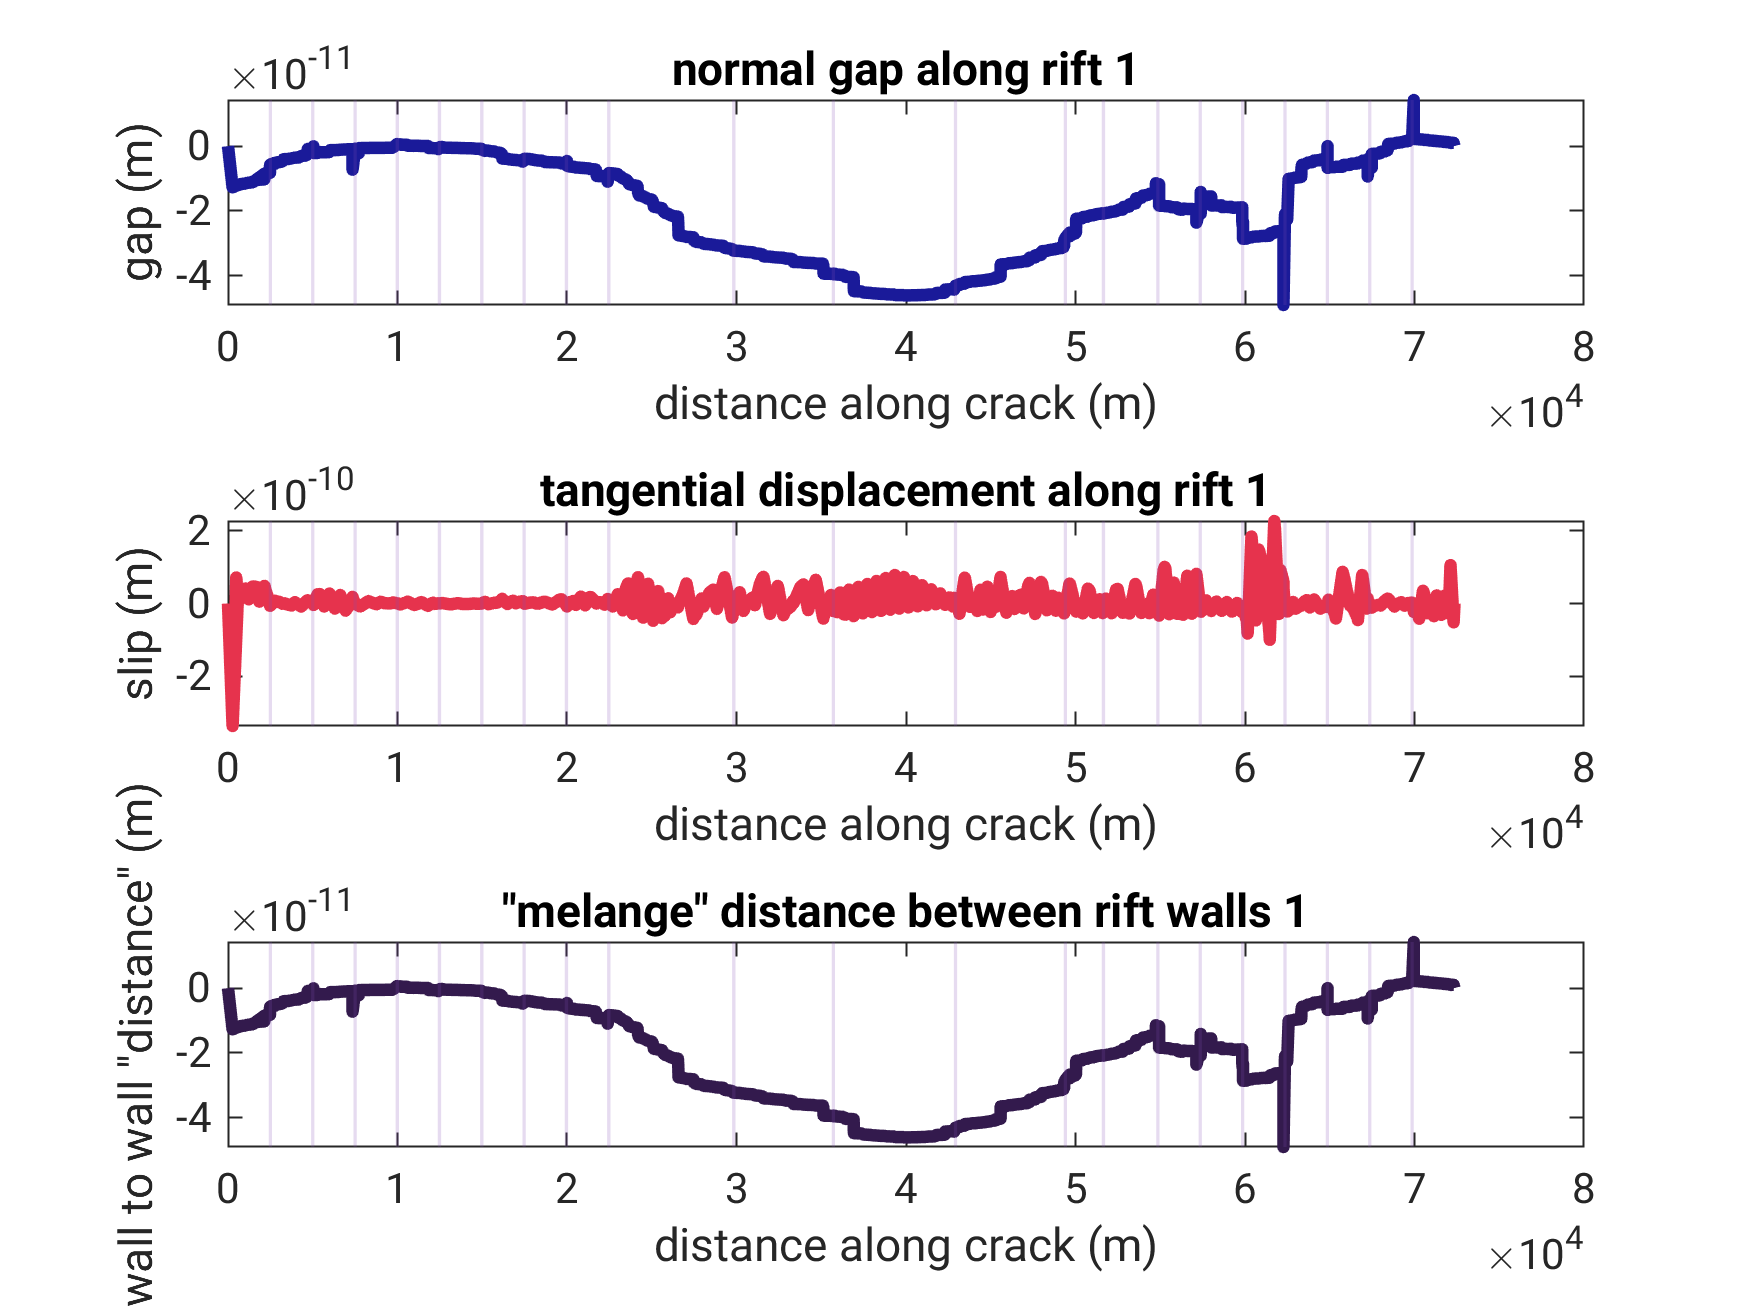 ×10-11
normal gap along rift 1
gap (m)
0
-2
-4
0 1 2 3 4 5 6 7 8
distance along crack (m)
×104
×10-10
tangential displacement along rift 1
slip (m)
2
0
-2
0 1 2 3 4 5 6 7 8
distance along crack (m)
×104
×10-11
"melange" distance between rift walls 1
wall to wall "distance" (m)
0
-2
-4
0 1 2 3 4 5 6 7 8
distance along crack (m)
×104